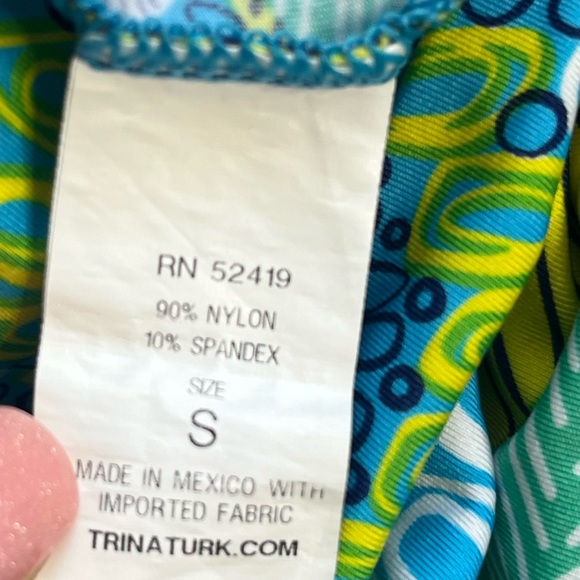 RN 52419
90% NYLON
10% SPANDEX
SIZE
S
MADE IN MEXICO WITH
IMPORTED FABRIC
TRINATURK.COM